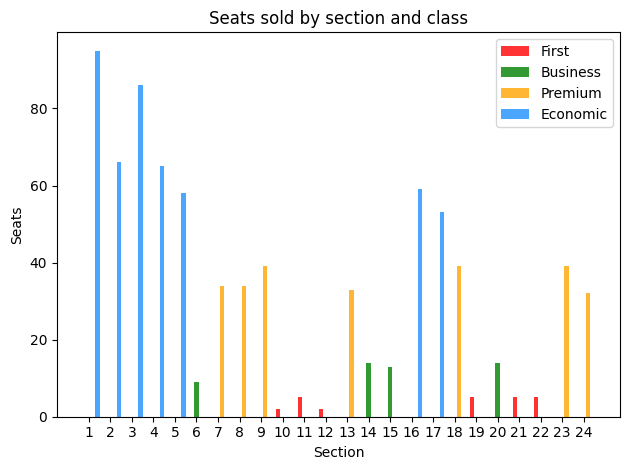 Seats sold by section and class
First
Business
Premium
Economic
Seats
80
60
40
20
0
1 2 3 4 5 6 7 8 9 10 11 12 13 14 15 16 17 18 19 20 21 22 23 24
Section